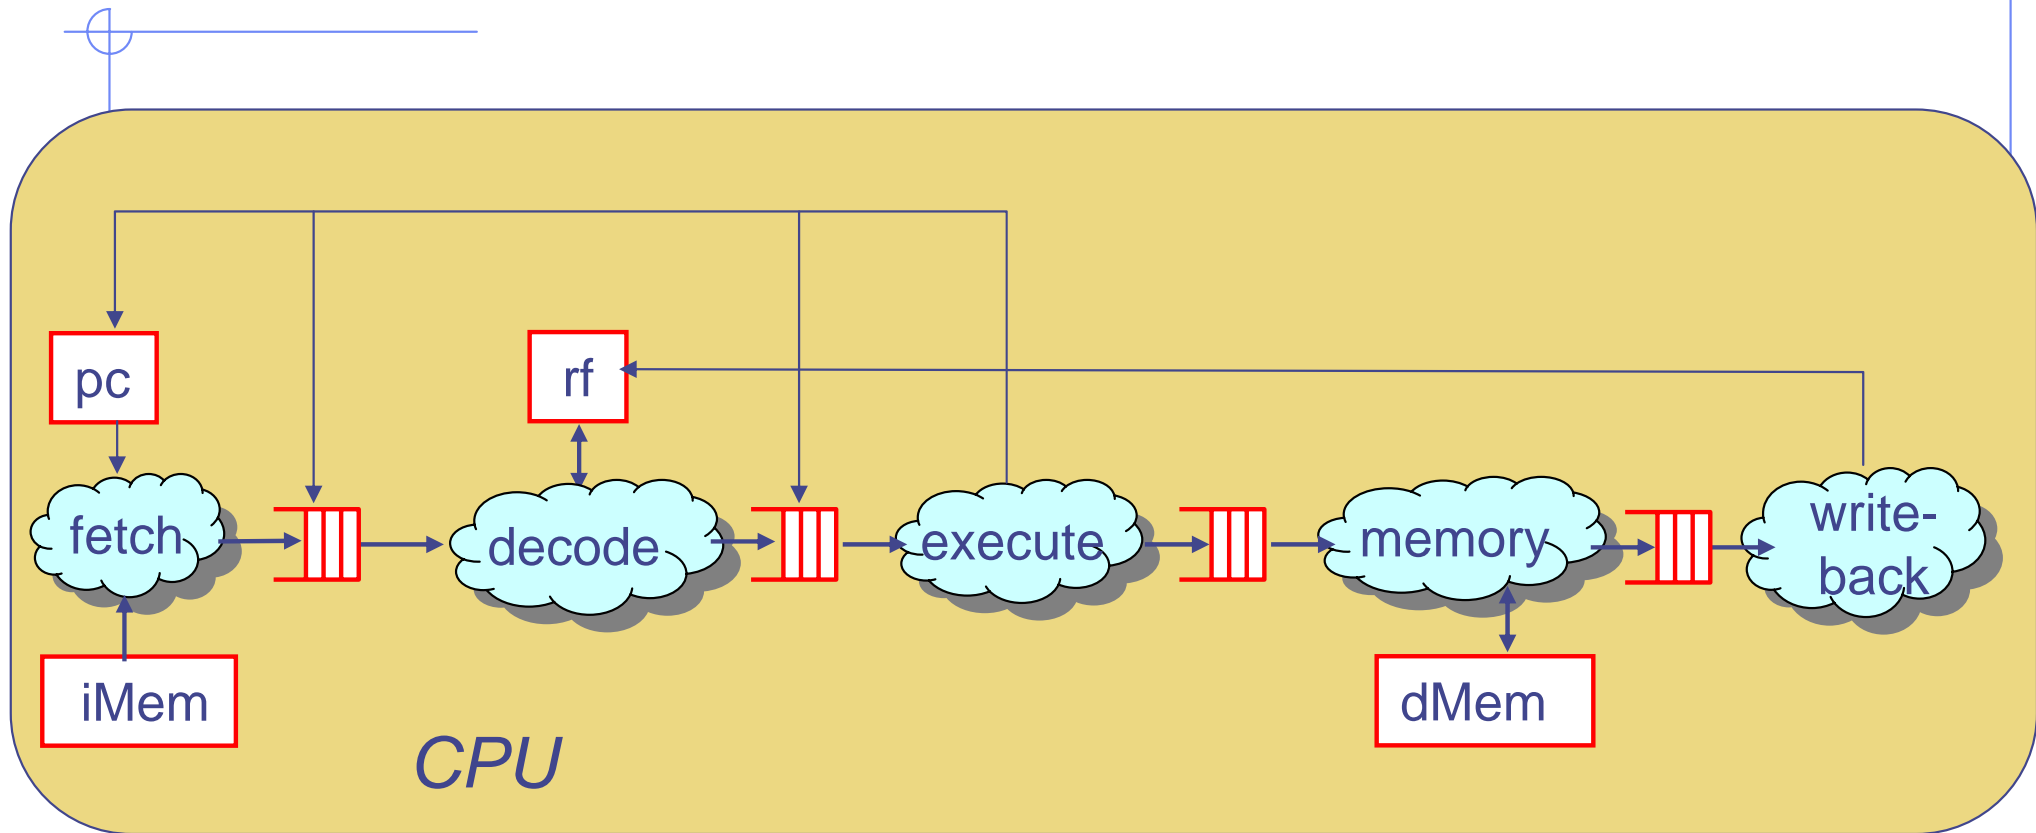 pc
rf
fetch
decode
execute
memory
write-
back
iMem
dMem
CPU